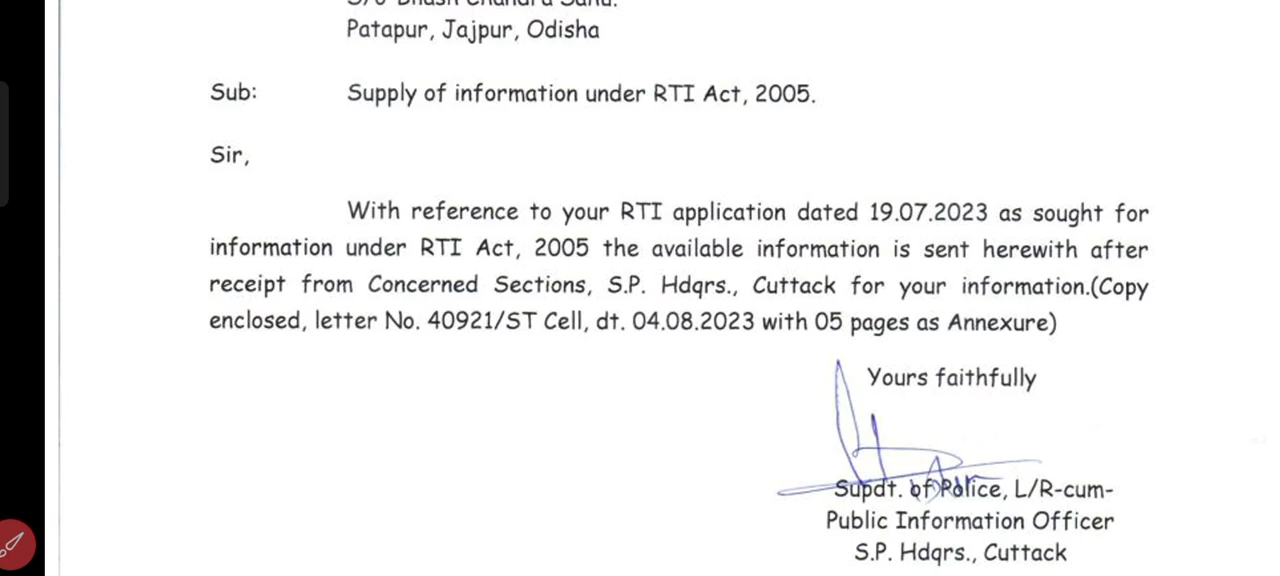 Patapur, Jajpur, Odisha
Sub: Supply of information under RTI Act, 2005.
Sir,
With reference to your RTI application dated 19.07.2023 as sought for
information under RTI Act, 2005 the available information is sent herewith after
receipt from Concerned Sections, S.P. Hdqrs., Cuttack for your information.(Copy
enclosed, letter No. 40921/ST Cell, dt. 04.08.2023 with 05 pages as Annexure)
Yours faithfully
Supdt. of Police, L/R-cum-
Public Information Officer
S.P. Hdqrs., Cuttack